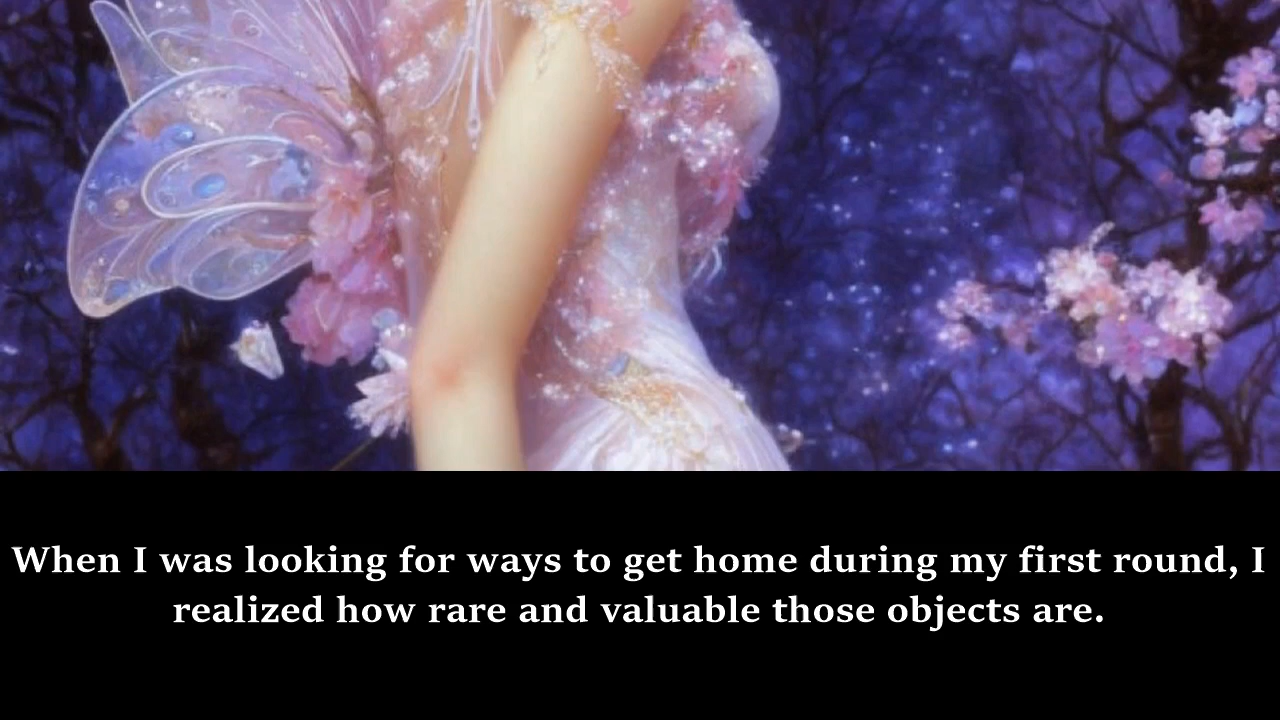 When I was looking for ways to get home during my first round, I
realized how rare and valuable those objects are.